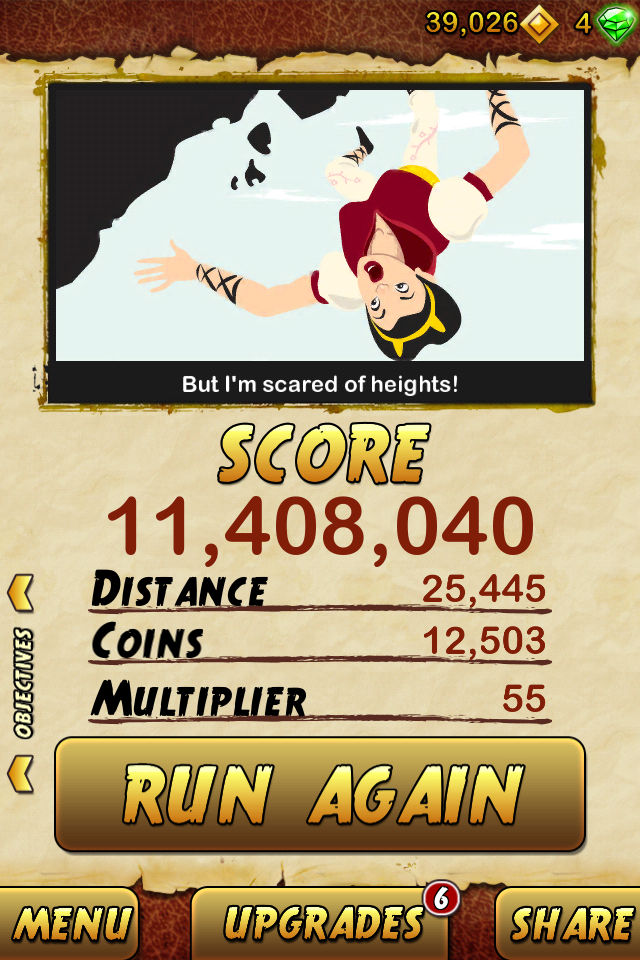 39,026 4
But I'm scared of heights!
SCORE
11,408,040
DISTANCE 25,445
COINS 12,503
MULTIPLIER 55
OBJECTIVES
RUN AGAIN
6
MENU UPGRADES SHARE